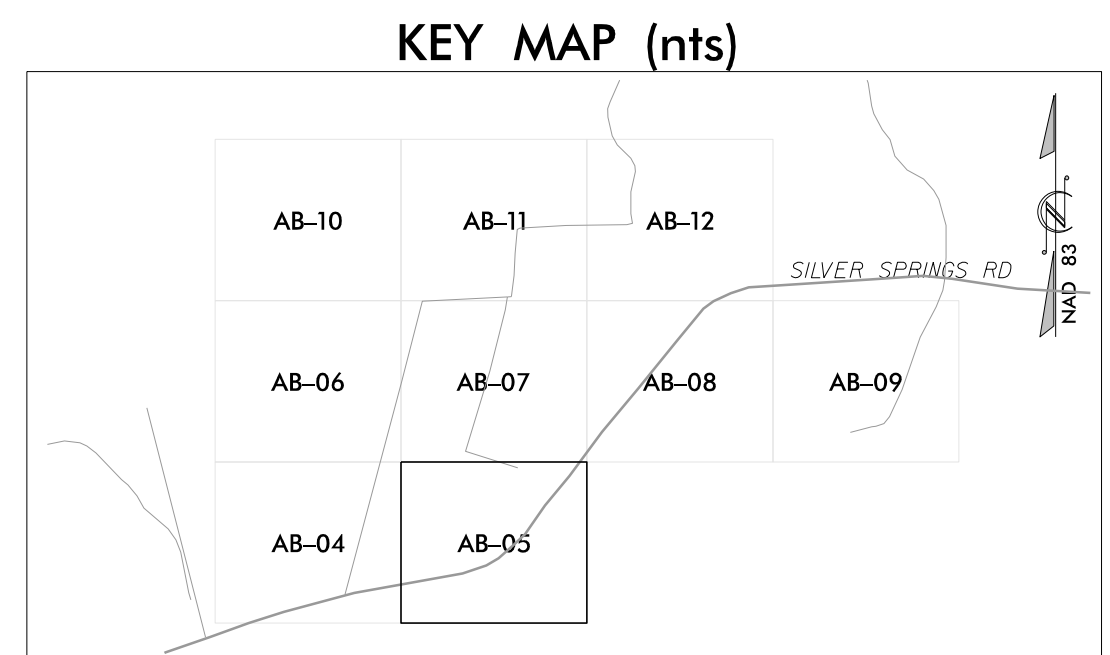 KEY MAP (nts)
AB-10
AB-11
AB-12
NAD 83
SILVER SPRINGS RD
AB-06
AB-07
AB-08
AB-09
AB-04
AB-05